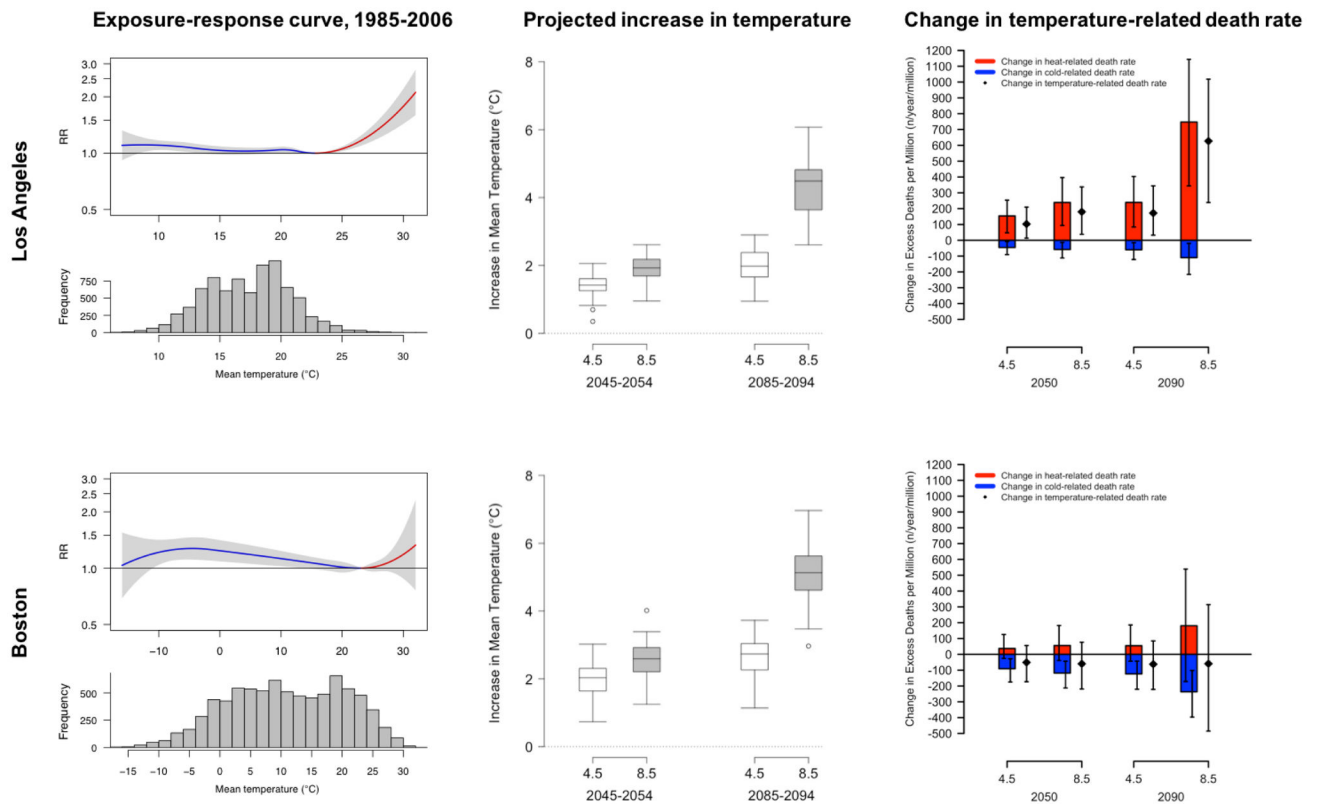 Exposure-response curve, 1985-2006
Projected increase in temperature
Change in temperature-related death rate
Los Angeles
RR
3.0
2.5
2.0
1.5
1.0
0.5
10 15 20 25 30
Frequency
750
500
250
0
10 15 20 25 30
Mean temperature (°C)
Increase in Mean Temperature (°C)
8
6
4
2
0
4.5 8.5 4.5 8.5
2045-2054 2085-2094
Change in Excess Deaths per Million (n/year/million)
1200
1100
1000
900
800
700
600
500
400
300
200
100
0
-100
-200
-300
-400
-500
Change in heat-related death rate
Change in cold-related death rate
Change in temperature-related death rate
4.5 8.5 4.5 8.5
2050 2090
Boston
RR
3.0
2.5
2.0
1.5
1.0
0.5
−10 0 10 20 30
Frequency
500
250
0
−15 −10 −5 0 5 10 15 20 25 30
Mean temperature (°C)
Increase in Mean Temperature (°C)
8
6
4
2
0
4.5 8.5 4.5 8.5
2045-2054 2085-2094
Change in Excess Deaths per Million (n/year/million)
1200
1100
1000
900
800
700
600
500
400
300
200
100
0
-100
-200
-300
-400
-500
Change in heat-related death rate
Change in cold-related death rate
Change in temperature-related death rate
4.5 8.5 4.5 8.5
2050 2090